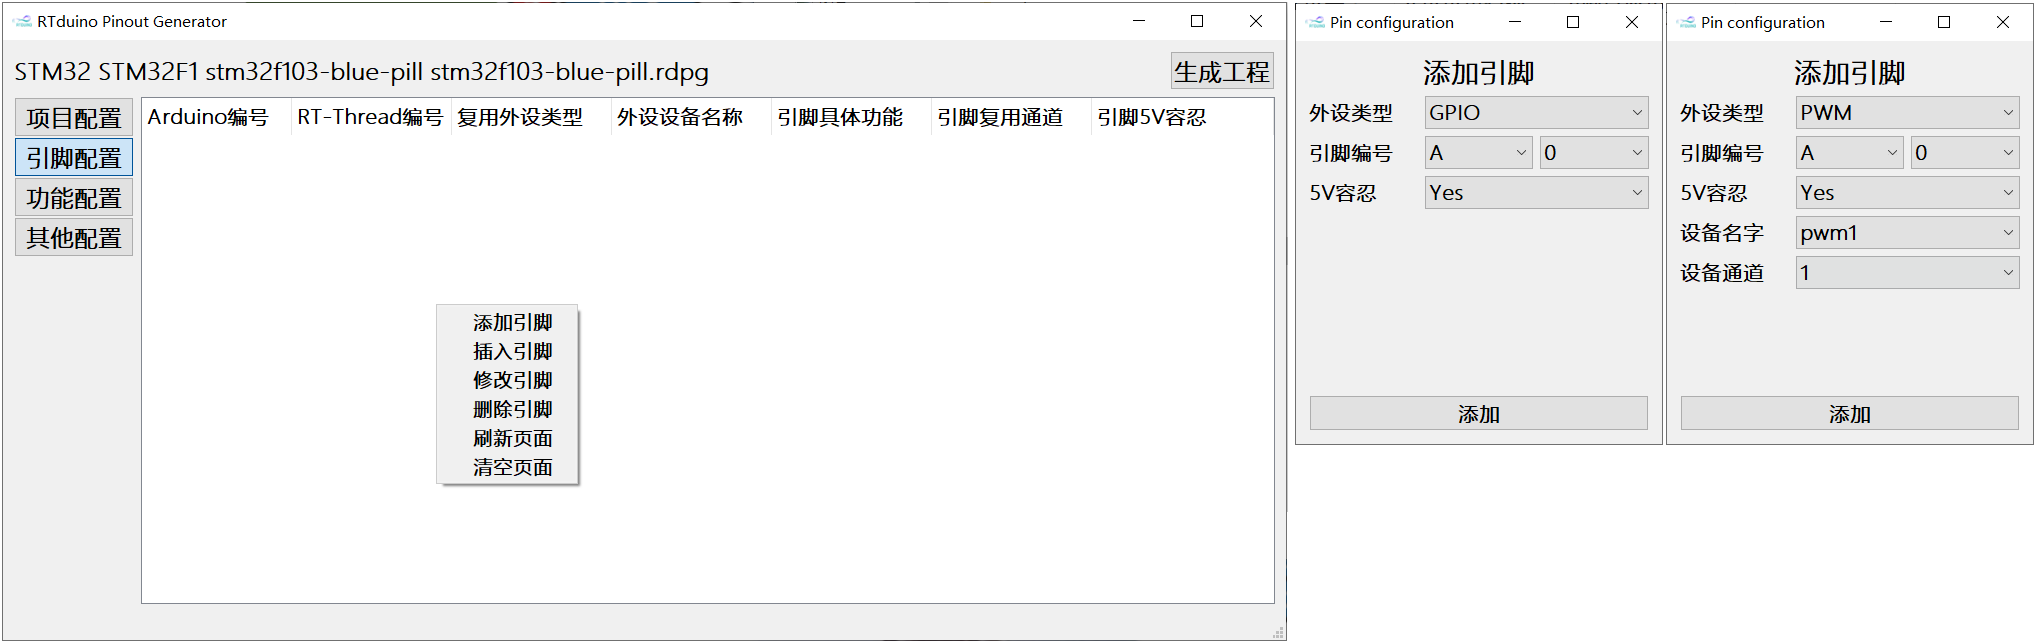 RTduino Pinout Generator
STM32 STM32F1 stm32f103-blue-pill stm32f103-blue-pill.rdpg
生成工程
项目配置
引脚配置
功能配置
其他配置
Arduino编号 RT-Thread编号 复用外设类型 外设设备名称 引脚具体功能 引脚复用通道 引脚5V容忍
添加引脚
插入引脚
修改引脚
删除引脚
刷新页面
清空页面
Pin configuration
添加引脚
外设类型 GPIO
引脚编号 A 0
5V容忍 Yes
添加
Pin configuration
添加引脚
外设类型 PWM
引脚编号 A 0
5V容忍 Yes
设备名字 pwm1
设备通道 1
添加